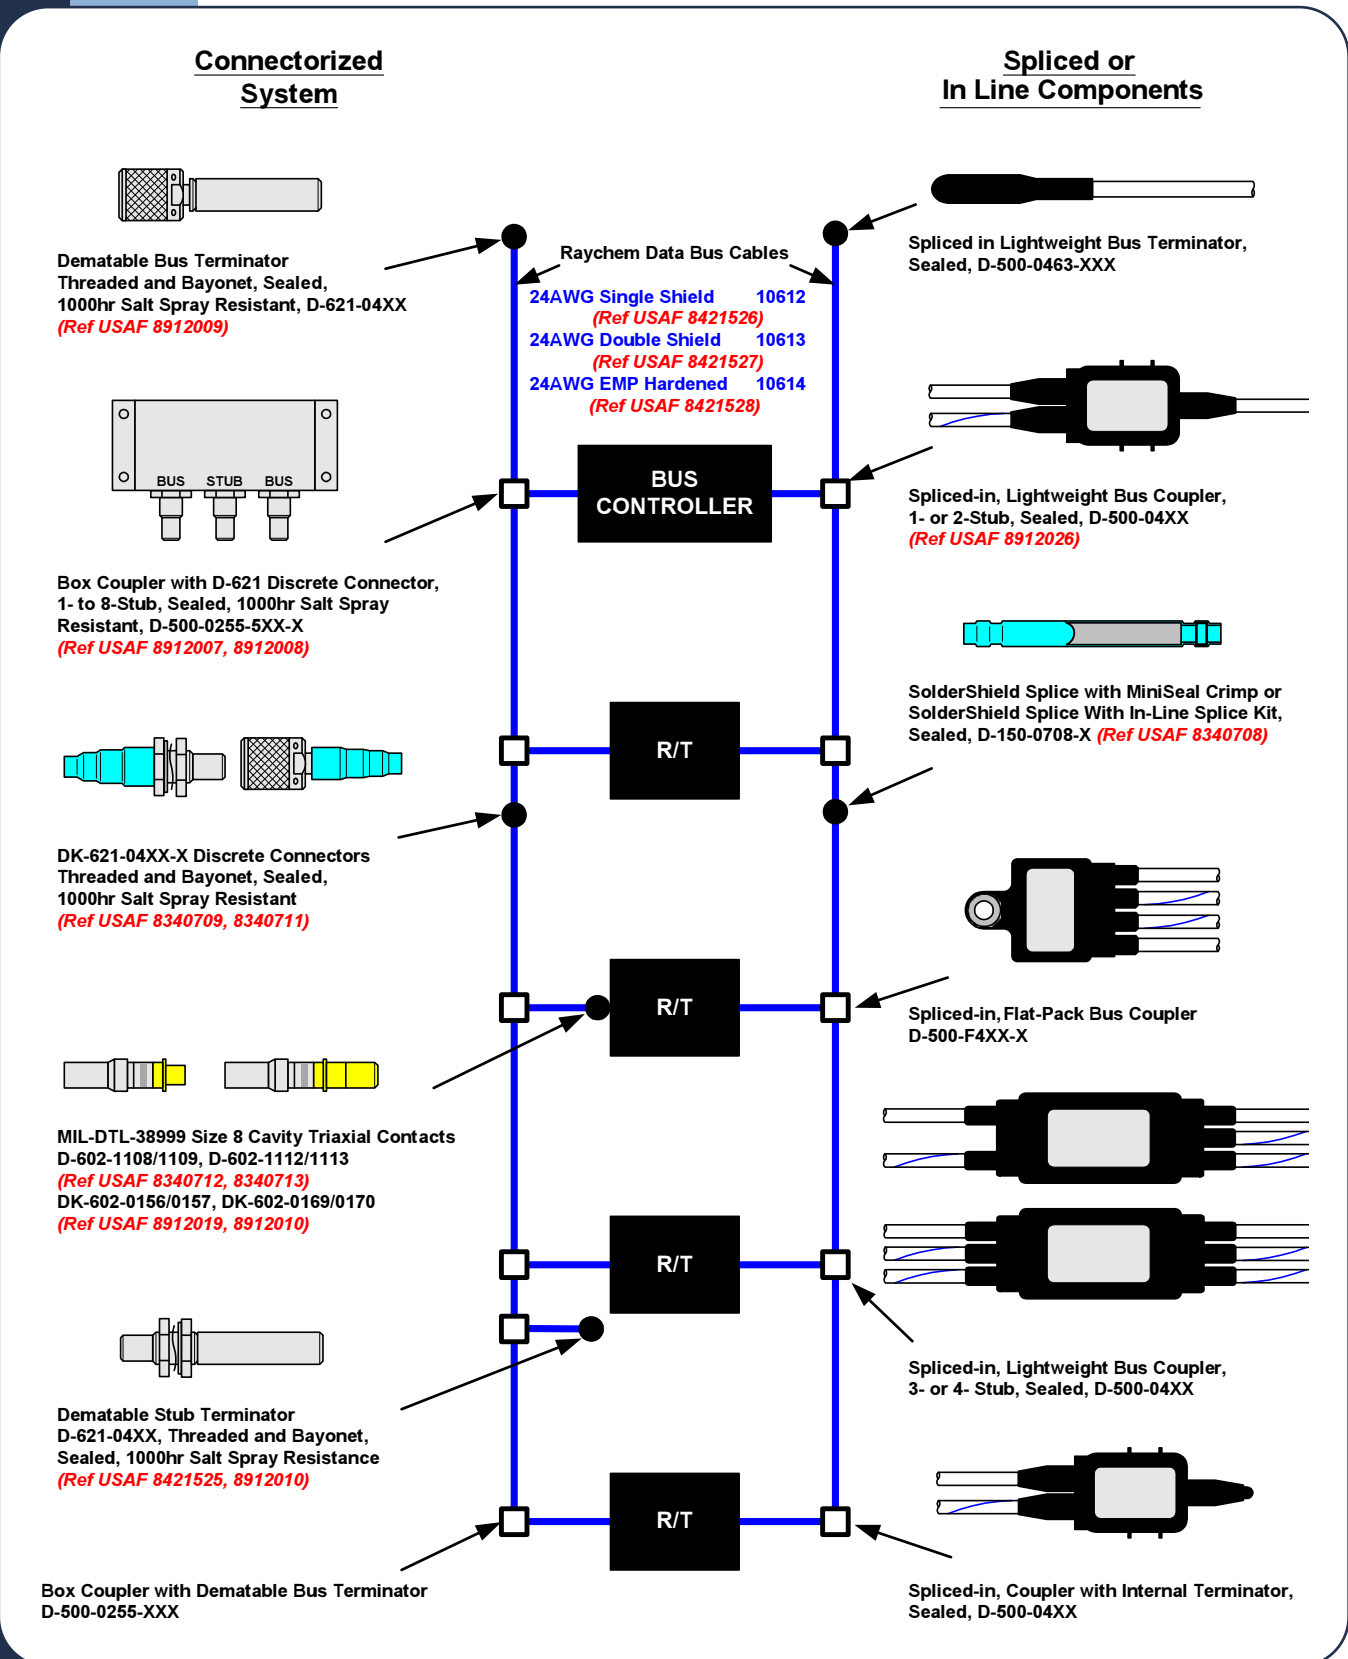 Connectorized
System
Spliced or
In Line Components
Dematable Bus Terminator
Threaded and Bayonet, Sealed,
1000hr Salt Spray Resistant, D-621-04XX
(Ref USAF 8912009)
BUS STUB BUS
Box Coupler with D-621 Discrete Connector,
1- to 8-Stub, Sealed, 1000hr Salt Spray
Resistant, D-500-0255-5XX-X
(Ref USAF 8912007, 8912008)
DK-621-04XX-X Discrete Connectors
Threaded and Bayonet, Sealed,
1000hr Salt Spray Resistant
(Ref USAF 8340709, 8340711)
MIL-DTL-38999 Size 8 Cavity Triaxial Contacts
D-602-1108/1109, D-602-1112/1113
(Ref USAF 8340712, 8340713)
DK-602-0156/0157, DK-602-0169/0170
(Ref USAF 8912019, 8912010)
Dematable Stub Terminator
D-621-04XX, Threaded and Bayonet,
Sealed, 1000hr Salt Spray Resistance
(Ref USAF 8421525, 8912010)
Box Coupler with Dematable Bus Terminator
D-500-0255-XXX
Raychem Data Bus Cables
24AWG Single Shield 10612
(Ref USAF 8421526)
24AWG Double Shield 10613
(Ref USAF 8421527)
24AWG EMP Hardened 10614
(Ref USAF 8421528)
BUS
CONTROLLER
R/T
R/T
R/T
R/T
Spliced in Lightweight Bus Terminator,
Sealed, D-500-0463-XXX
Spliced-in, Lightweight Bus Coupler,
1- or 2-Stub, Sealed, D-500-04XX
(Ref USAF 8912026)
SolderShield Splice with MiniSeal Crimp or
SolderShield Splice With In-Line Splice Kit,
Sealed, D-150-0708-X (Ref USAF 8340708)
Spliced-in, Flat-Pack Bus Coupler
D-500-F4XX-X
Spliced-in, Lightweight Bus Coupler,
3- or 4- Stub, Sealed, D-500-04XX
Spliced-in, Coupler with Internal Terminator,
Sealed, D-500-04XX